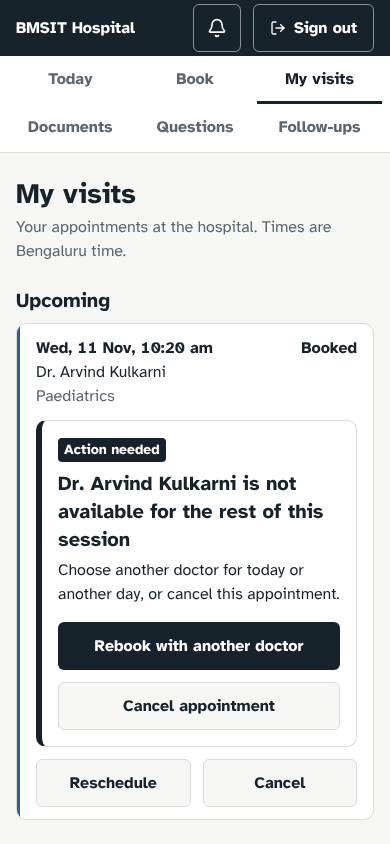 BMSIT Hospital
Sign out
Today
Book
My visits
Documents
Questions
Follow-ups
My visits
Your appointments at the hospital. Times are
Bengaluru time.
Upcoming
Wed, 11 Nov, 10:20 am
Booked
Dr. Arvind Kulkarni
Paediatrics
Action needed
Dr. Arvind Kulkarni is not
available for the rest of this
session
Choose another doctor for today or
another day, or cancel this appointment.
Rebook with another doctor
Cancel appointment
Reschedule
Cancel